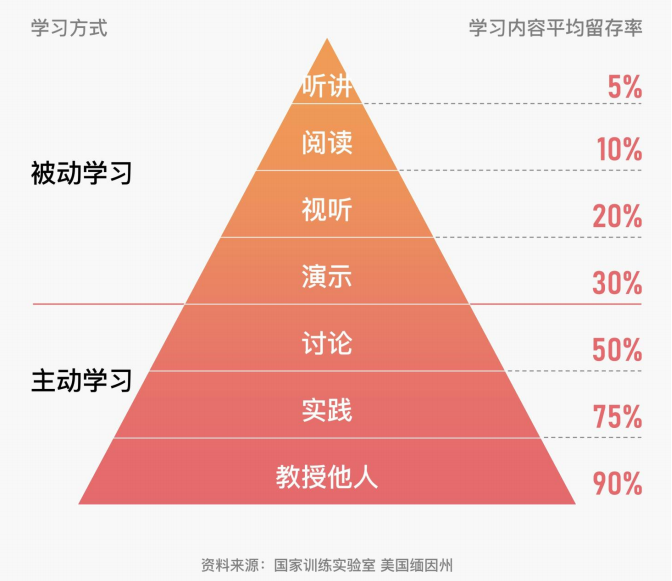 学习方式 学习内容平均留存率
听讲 5%
阅读 10%
被动学习
视听 20%
演示 30%
讨论 50%
主动学习
实践 75%
教授他人 90%
资料来源：国家训练实验室 美国缅因州